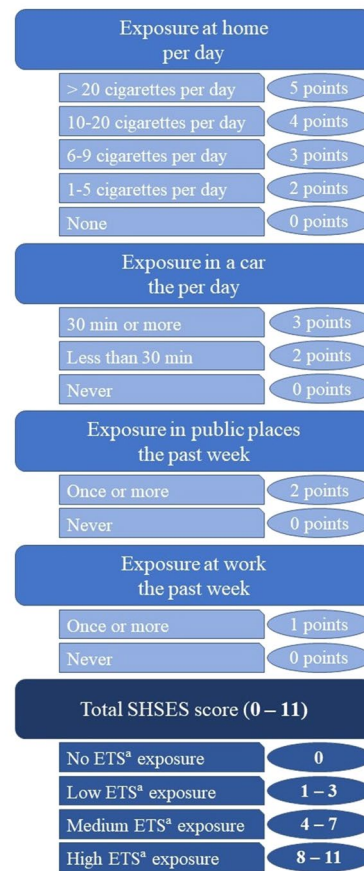 Exposure at home
per day
> 20 cigarettes per day 5 points
10-20 cigarettes per day 4 points
6-9 cigarettes per day 3 points
1-5 cigarettes per day 2 points
None 0 points
Exposure in a car
the per day
30 min or more 3 points
Less than 30 min 2 points
Never 0 points
Exposure in public places
the past week
Once or more 2 points
Never 0 points
Exposure at work
the past week
Once or more 1 points
Never 0 points
Total SHSES score (0 – 11)
No ETSª exposure 0
Low ETSª exposure 1 – 3
Medium ETSª exposure 4 – 7
High ETSª exposure 8 – 11